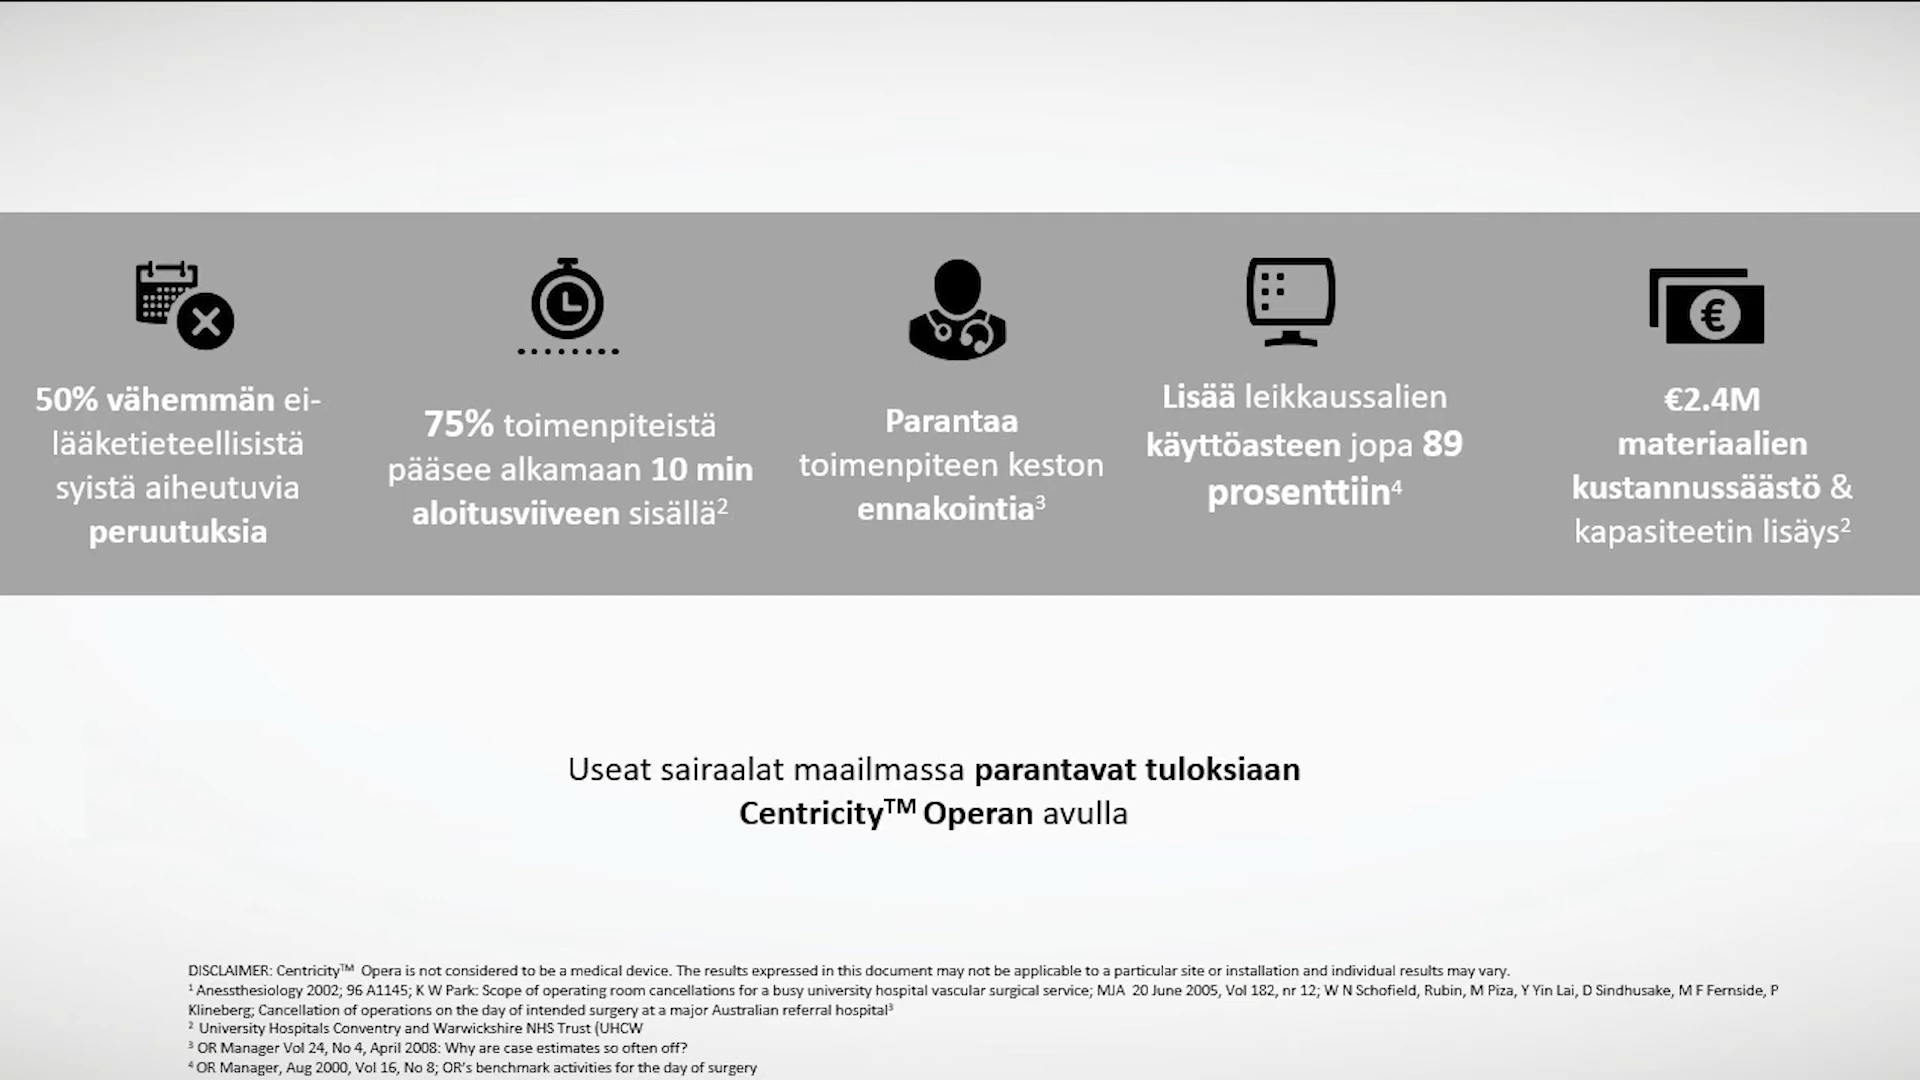 50% vähemmän ei-
lääketieteellisistä
syistä aiheutuvia
peruutuksia
75% toimenpiteistä
pääsee alkamaan 10 min
aloitusviiveen sisällä²
Parantaa
toimenpiteen keston
ennakointia³
Lisää leikkaussalien
käyttöasteen jopa 89
prosenttiin⁴
€2.4M
materiaalien
kustannussäästö &
kapasiteetin lisäys²
Useat sairaalat maailmassa parantavat tuloksiaan
Centricity™ Operan avulla
DISCLAIMER: Centricity™ Opera is not considered to be a medical device. The results expressed in this document may not be applicable to a particular site or installation and individual results may vary.
¹ Anessthesiology 2002; 96 A1145; K W Park: Scope of operating room cancellations for a busy university hospital vascular surgical service; MJA 20 June 2005, Vol 182, nr 12; W N Schofield, Rubin, M Piza, Y Yin Lai, D Sindhusake, M F Fernside, P
Klineberg; Cancellation of operations on the day of intended surgery at a major Australian referral hospital³
² University Hospitals Conventry and Warwickshire NHS Trust (UHCW
³ OR Manager Vol 24, No 4, April 2008: Why are case estimates so often off?
⁴ OR Manager, Aug 2000, Vol 16, No 8; OR's benchmark activities for the day of surgery